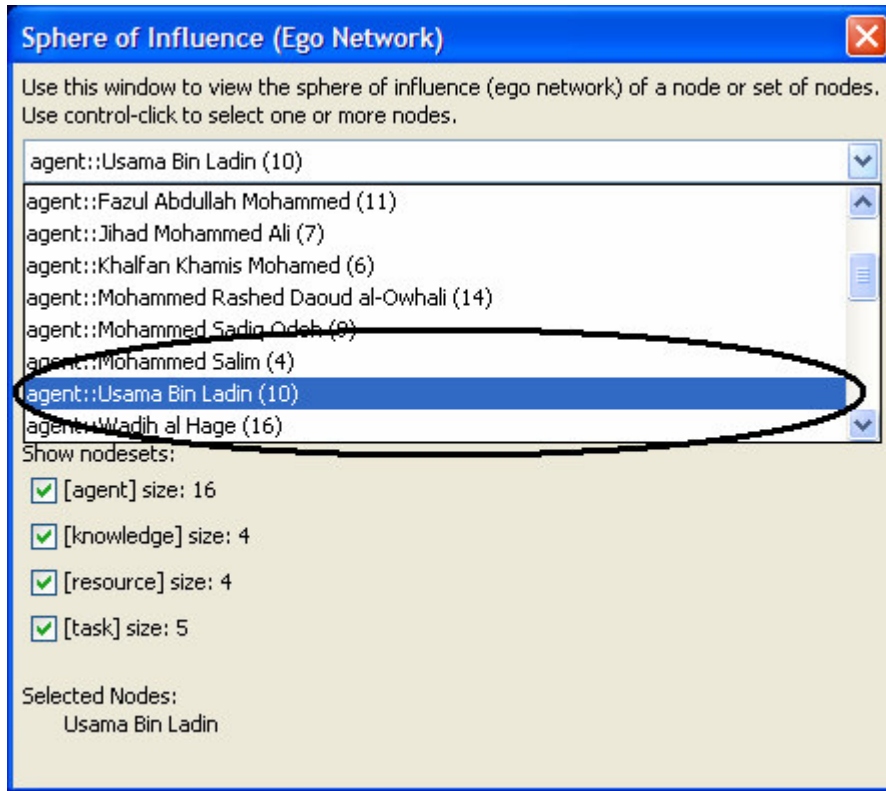 Sphere of Influence (Ego Network)
Use this window to view the sphere of influence (ego network) of a node or set of nodes.
Use control-click to select one or more nodes.
agent::Usama Bin Ladin (10)
agent::Fazul Abdullah Mohammed (11)
agent::Jihad Mohammed Ali (7)
agent::Khalfan Khamis Mohamed (6)
agent::Mohammed Rashed Daoud al-Owhali (14)
agent::Mohammed Sadiq Odeh (9)
agent::Mohammed Salim (4)
agent::Usama Bin Ladin (10)
agent::Wadih al Hage (16)
Show nodesets:
[agent] size: 16
[knowledge] size: 4
[resource] size: 4
[task] size: 5
Selected Nodes:
Usama Bin Ladin